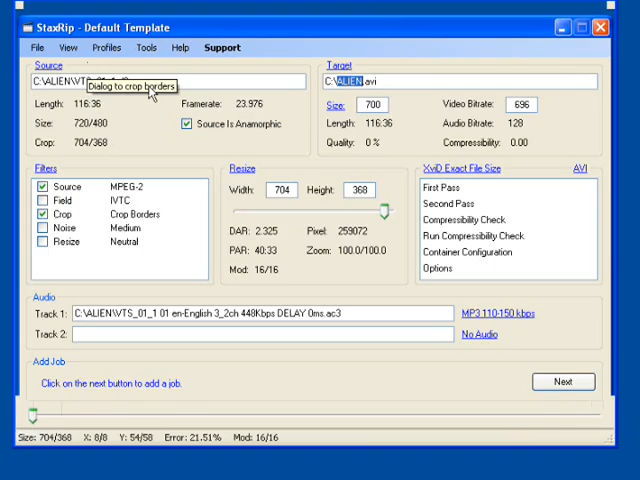 StaxRip - Default Template
File View Profiles Tools Help Support
Source
C:\ALIEN\VTS_01_1
Dialog to crop borders
Length: 116:36 Framerate: 23.976
Size: 720/480 Source Is Anamorphic
Crop: 704/368
Target
C:\ALIEN.avi
Size: 700 Video Bitrate: 696
Length: 116:36 Audio Bitrate: 128
Quality: 0 % Compressibility: 0.00
Filters
Source MPEG-2
Field IVTC
Crop Crop Borders
Noise Medium
Resize Neutral
Resize
Width: 704 Height: 368
DAR: 2.325 Pixel: 259072
PAR: 40:33 Zoom: 100.0/100.0
Mod: 16/16
XviD Exact File Size AVI
First Pass
Second Pass
Compressibility Check
Run Compressibility Check
Container Configuration
Options
Audio
Track 1: C:\ALIEN\VTS_01_1 01 en-English 3_2ch 448Kbps DELAY 0ms.ac3 MP3 110-150 kbps
Track 2: No Audio
Add Job
Click on the next button to add a job. Next
Size: 704/368 X: 8/8 Y: 54/58 Error: 21.51% Mod: 16/16